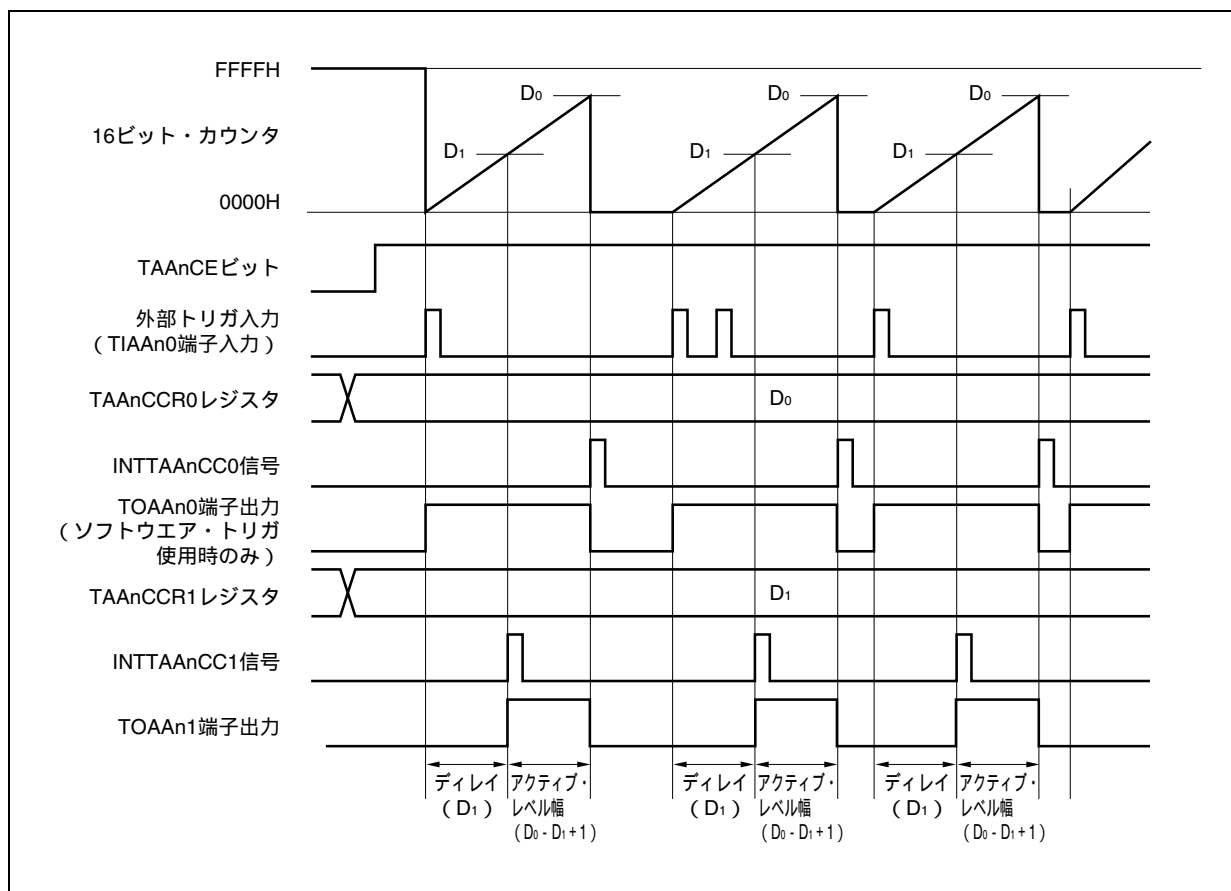 FFFFH
D0
D0
D0
16ビット・カウンタ
D1
D1
D1
0000H
TAAnCEビット
外部トリガ入力
(TIAAn0端子入力)
TAAnCCR0レジスタ
D0
INTTAAnCC0信号
TOAAn0端子出力
(ソフトウエア・トリガ
使用時のみ)
TAAnCCR1レジスタ
D1
INTTAAnCC1信号
TOAAn1端子出力
ディレイ
(D1)
アクティブ・
レベル幅
(D0 - D1 + 1)
ディレイ
(D1)
アクティブ・
レベル幅
(D0 - D1 + 1)
ディレイ
(D1)
アクティブ・
レベル幅
(D0 - D1 + 1)